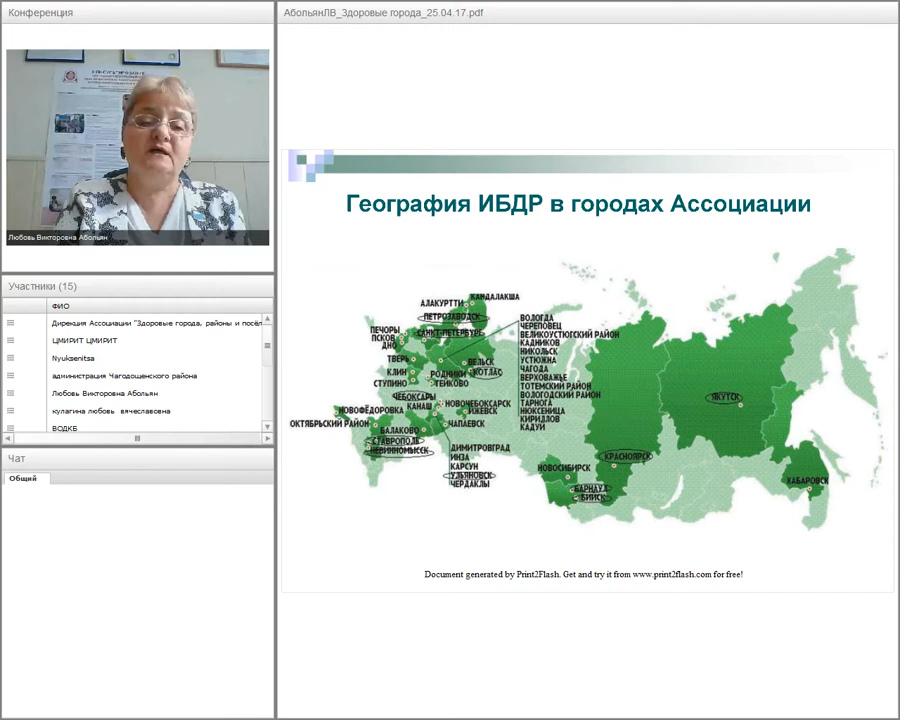 Конференция
АбольянЛВ_Здоровые города_25.04.17.pdf
Любовь Викторовна Абольян
Участники (15)
ФИО
Дирекция Ассоциации "Здоровые города, районы и посёл
ЦМИРИТ ЦМИРИТ
Nyuksenitsa
администрация Чагодощенского района
Любовь Викторовна Абольян
кулагина любовь вячеславовна
ВОДКБ
Чат
Общий
География ИБДР в городах Ассоциации
КАНДАЛАКША
АЛАКУРТТИ
ПЕТРОЗАВОДСК
САНКТ-ПЕТЕРБУРГ
ПЕЧОРЫ
ПСКОВ
ДНО
ТВЕРЬ
КЛИН
СТУПИНО
ВЕЛЬСК
КОТЛАС
РОДНИКИ
ТЕЙКОВО
ЧЕБОКСАРЫ
КАНАШ
НОВОЧЕБОКСАРСК
ИЖЕВСК
ЧАПАЕВСК
НОВОФЁДОРОВКА
ОКТЯБРЬСКИЙ РАЙОН
БАЛАКОВО
СТАВРОПОЛЬ
НЕВИННОМЫССК
ВОЛОГДА
ЧЕРЕПОВЕЦ
ВЕЛИКОУСТЮГСКИЙ РАЙОН
КАДНИКОВ
НИКОЛЬСК
УСТЮЖНА
ЧАГОДА
ВЕРХОВАЖЬЕ
ТОТЕМСКИЙ РАЙОН
ВОЛОГОДСКИЙ РАЙОН
ТАРНОГА
НЮКСЕНИЦА
КИРИЛЛОВ
КАДУЙ
ДИМИТРОВГРАД
ИНЗА
КАРСУН
УЛЬЯНОВСК
ЧЕРДАКЛЫ
НОВОСИБИРСК
БАРНАУЛ
БИЙСК
КРАСНОЯРСК
ЯКУТСК
ХАБАРОВСК
Document generated by Print2Flash. Get and try it from www.print2flash.com for free!